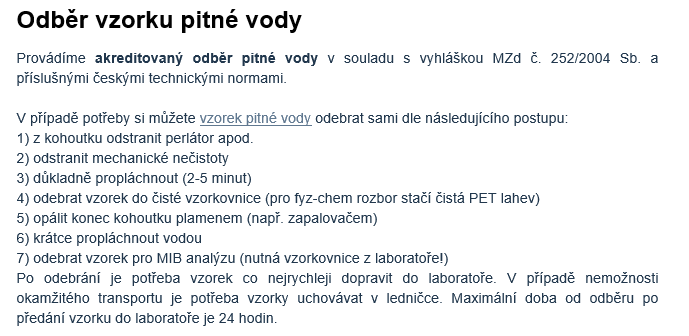 Odběr vzorku pitné vody
Provádíme akreditovaný odběr pitné vody v souladu s vyhláškou MZd č. 252/2004 Sb. a
příslušnými českými technickými normami.
V případě potřeby si můžete vzorek pitné vody odebrat sami dle následujícího postupu:
1) z kohoutku odstranit perlátor apod.
2) odstranit mechanické nečistoty
3) důkladně propláchnout (2-5 minut)
4) odebrat vzorek do čisté vzorkovnice (pro fyz-chem rozbor stačí čistá PET lahev)
5) opálit konec kohoutku plamenem (např. zapalovačem)
6) krátce propláchnout vodou
7) odebrat vzorek pro MIB analýzu (nutná vzorkovnice z laboratoře!)
Po odebrání je potřeba vzorek co nejrychleji dopravit do laboratoře. V případě nemožnosti
okamžitého transportu je potřeba vzorky uchovávat v ledničce. Maximální doba od odběru po
předání vzorku do laboratoře je 24 hodin.